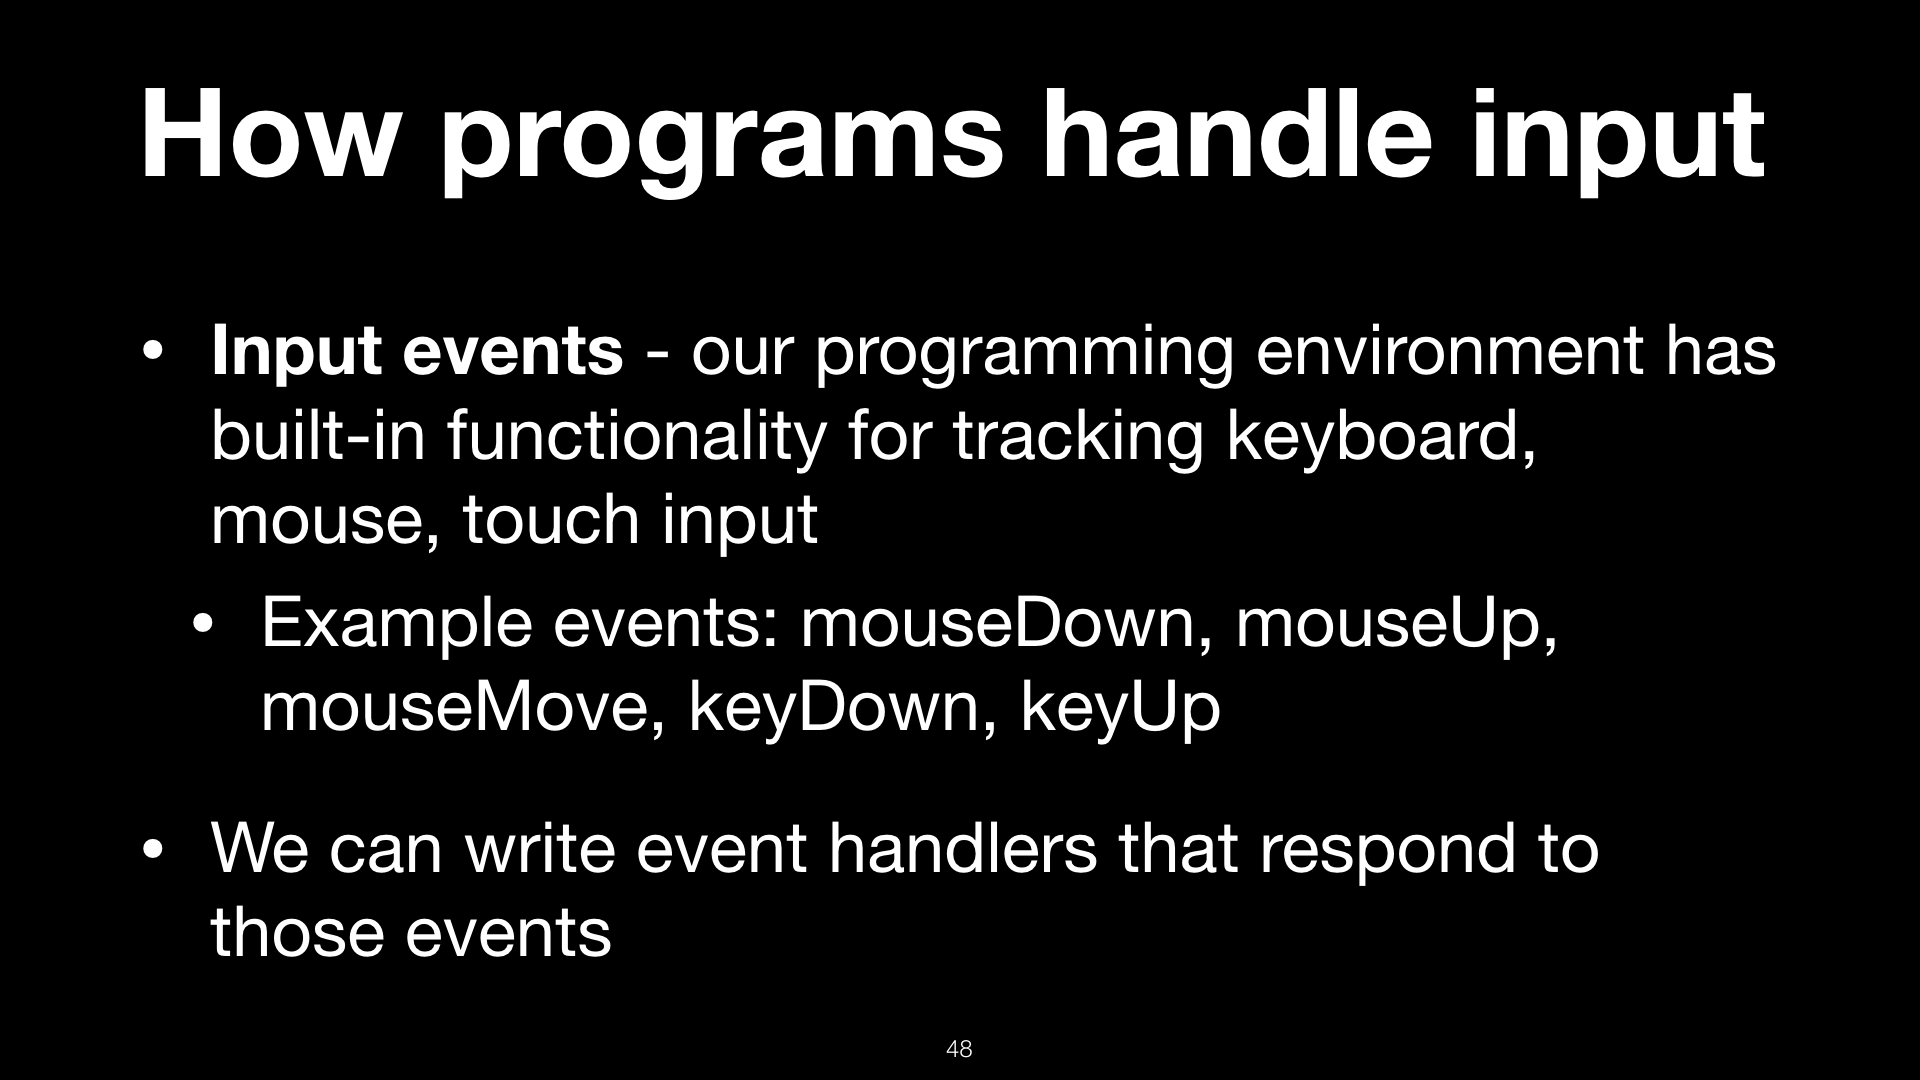 How programs handle input
• Input events - our programming environment has
built-in functionality for tracking keyboard,
mouse, touch input
• Example events: mouseDown, mouseUp,
mouseMove, keyDown, keyUp
• We can write event handlers that respond to
those events
48